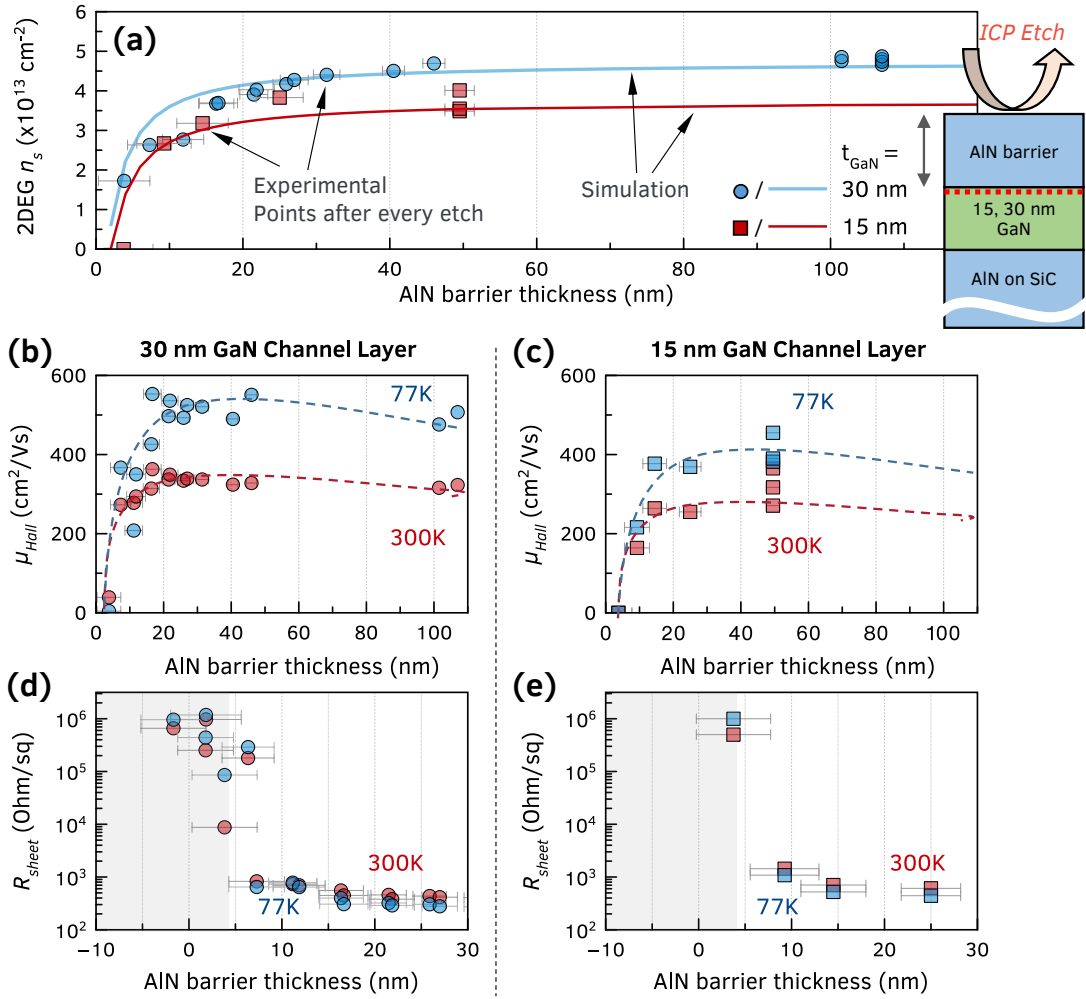 (a)
2DEG n_s (x10^13 cm^-2)
6
5
4
3
2
1
0
0
20
40
60
80
100
AlN barrier thickness (nm)
Experimental
Points after every etch
Simulation
t_GaN =
/ 30 nm
/ 15 nm
ICP Etch
AlN barrier
15, 30 nm
GaN
AlN on SiC
(b)
30 nm GaN Channel Layer
μ_Hall (cm^2/Vs)
600
400
200
0
77K
300K
0
20
40
60
80
100
AlN barrier thickness (nm)
(c)
15 nm GaN Channel Layer
μ_Hall (cm^2/Vs)
600
400
200
0
77K
300K
0
20
40
60
80
100
AlN barrier thickness (nm)
(d)
R_sheet (Ohm/sq)
10^6
10^5
10^4
10^3
10^2
300K
77K
−10
0
10
20
30
AlN barrier thickness (nm)
(e)
R_sheet (Ohm/sq)
10^6
10^5
10^4
10^3
10^2
300K
77K
−10
0
10
20
30
AlN barrier thickness (nm)